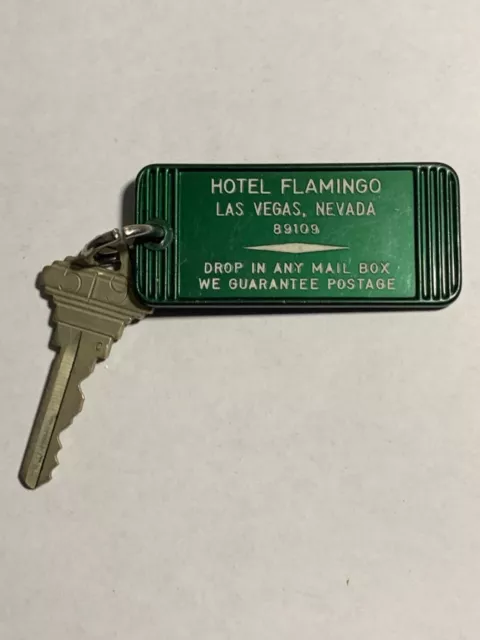 HOTEL FLAMINGO
LAS VEGAS, NEVADA
89109
DROP IN ANY MAIL BOX
WE GUARANTEE POSTAGE